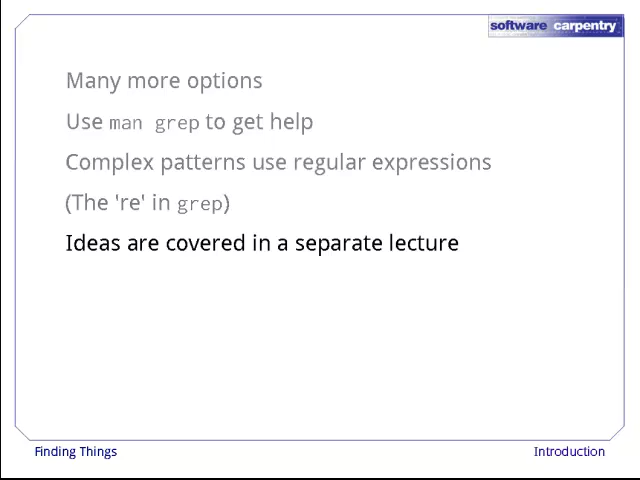 software carpentry
Many more options
Use man grep to get help
Complex patterns use regular expressions
(The 're' in grep)
Ideas are covered in a separate lecture
Finding Things
Introduction